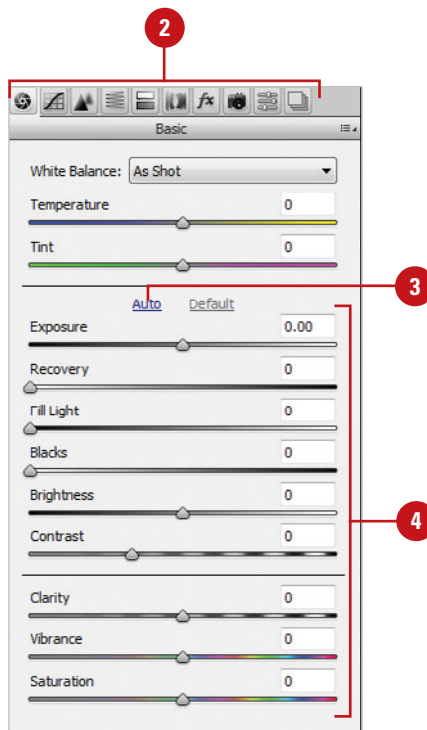 2
fx
Basic
White Balance: As Shot
Temperature 0
Tint 0
Auto Default
3
Exposure 0.00
Recovery 0
Fill Light 0
Blacks 0
4
Brightness 0
Contrast 0
Clarity 0
Vibrance 0
Saturation 0